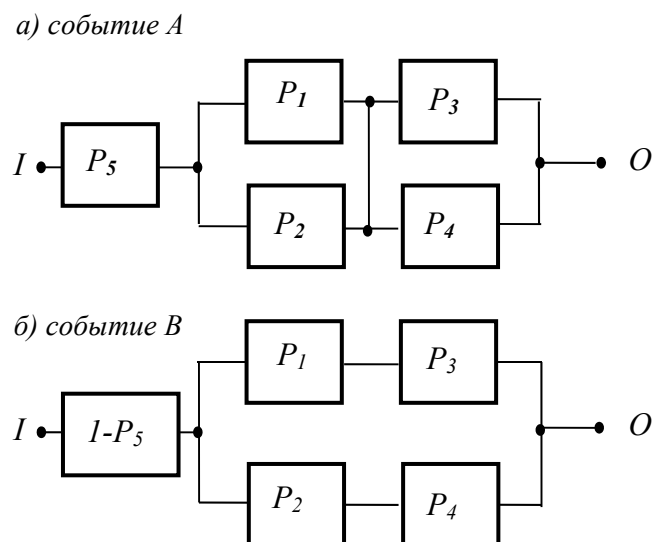 а) событие A
P1 P3
I P5 O
P2 P4
б) событие B
P1 P3
I 1-P5 O
P2 P4